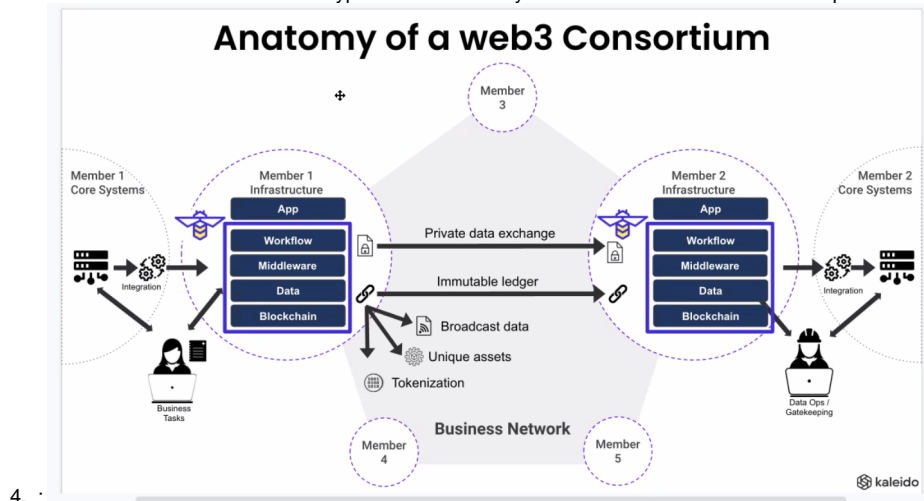 Anatomy of a web3 Consortium
Member
3
Member 1
Core Systems
Member 1
Infrastructure
App
Workflow
Middleware
Data
Blockchain
Integration
Business
Tasks
Private data exchange
Immutable ledger
Broadcast data
Unique assets
Tokenization
Member 2
Infrastructure
App
Workflow
Middleware
Data
Blockchain
Member 2
Core Systems
Integration
Data Ops /
Gatekeeping
Business Network
Member
4
Member
5
kaleido
4.